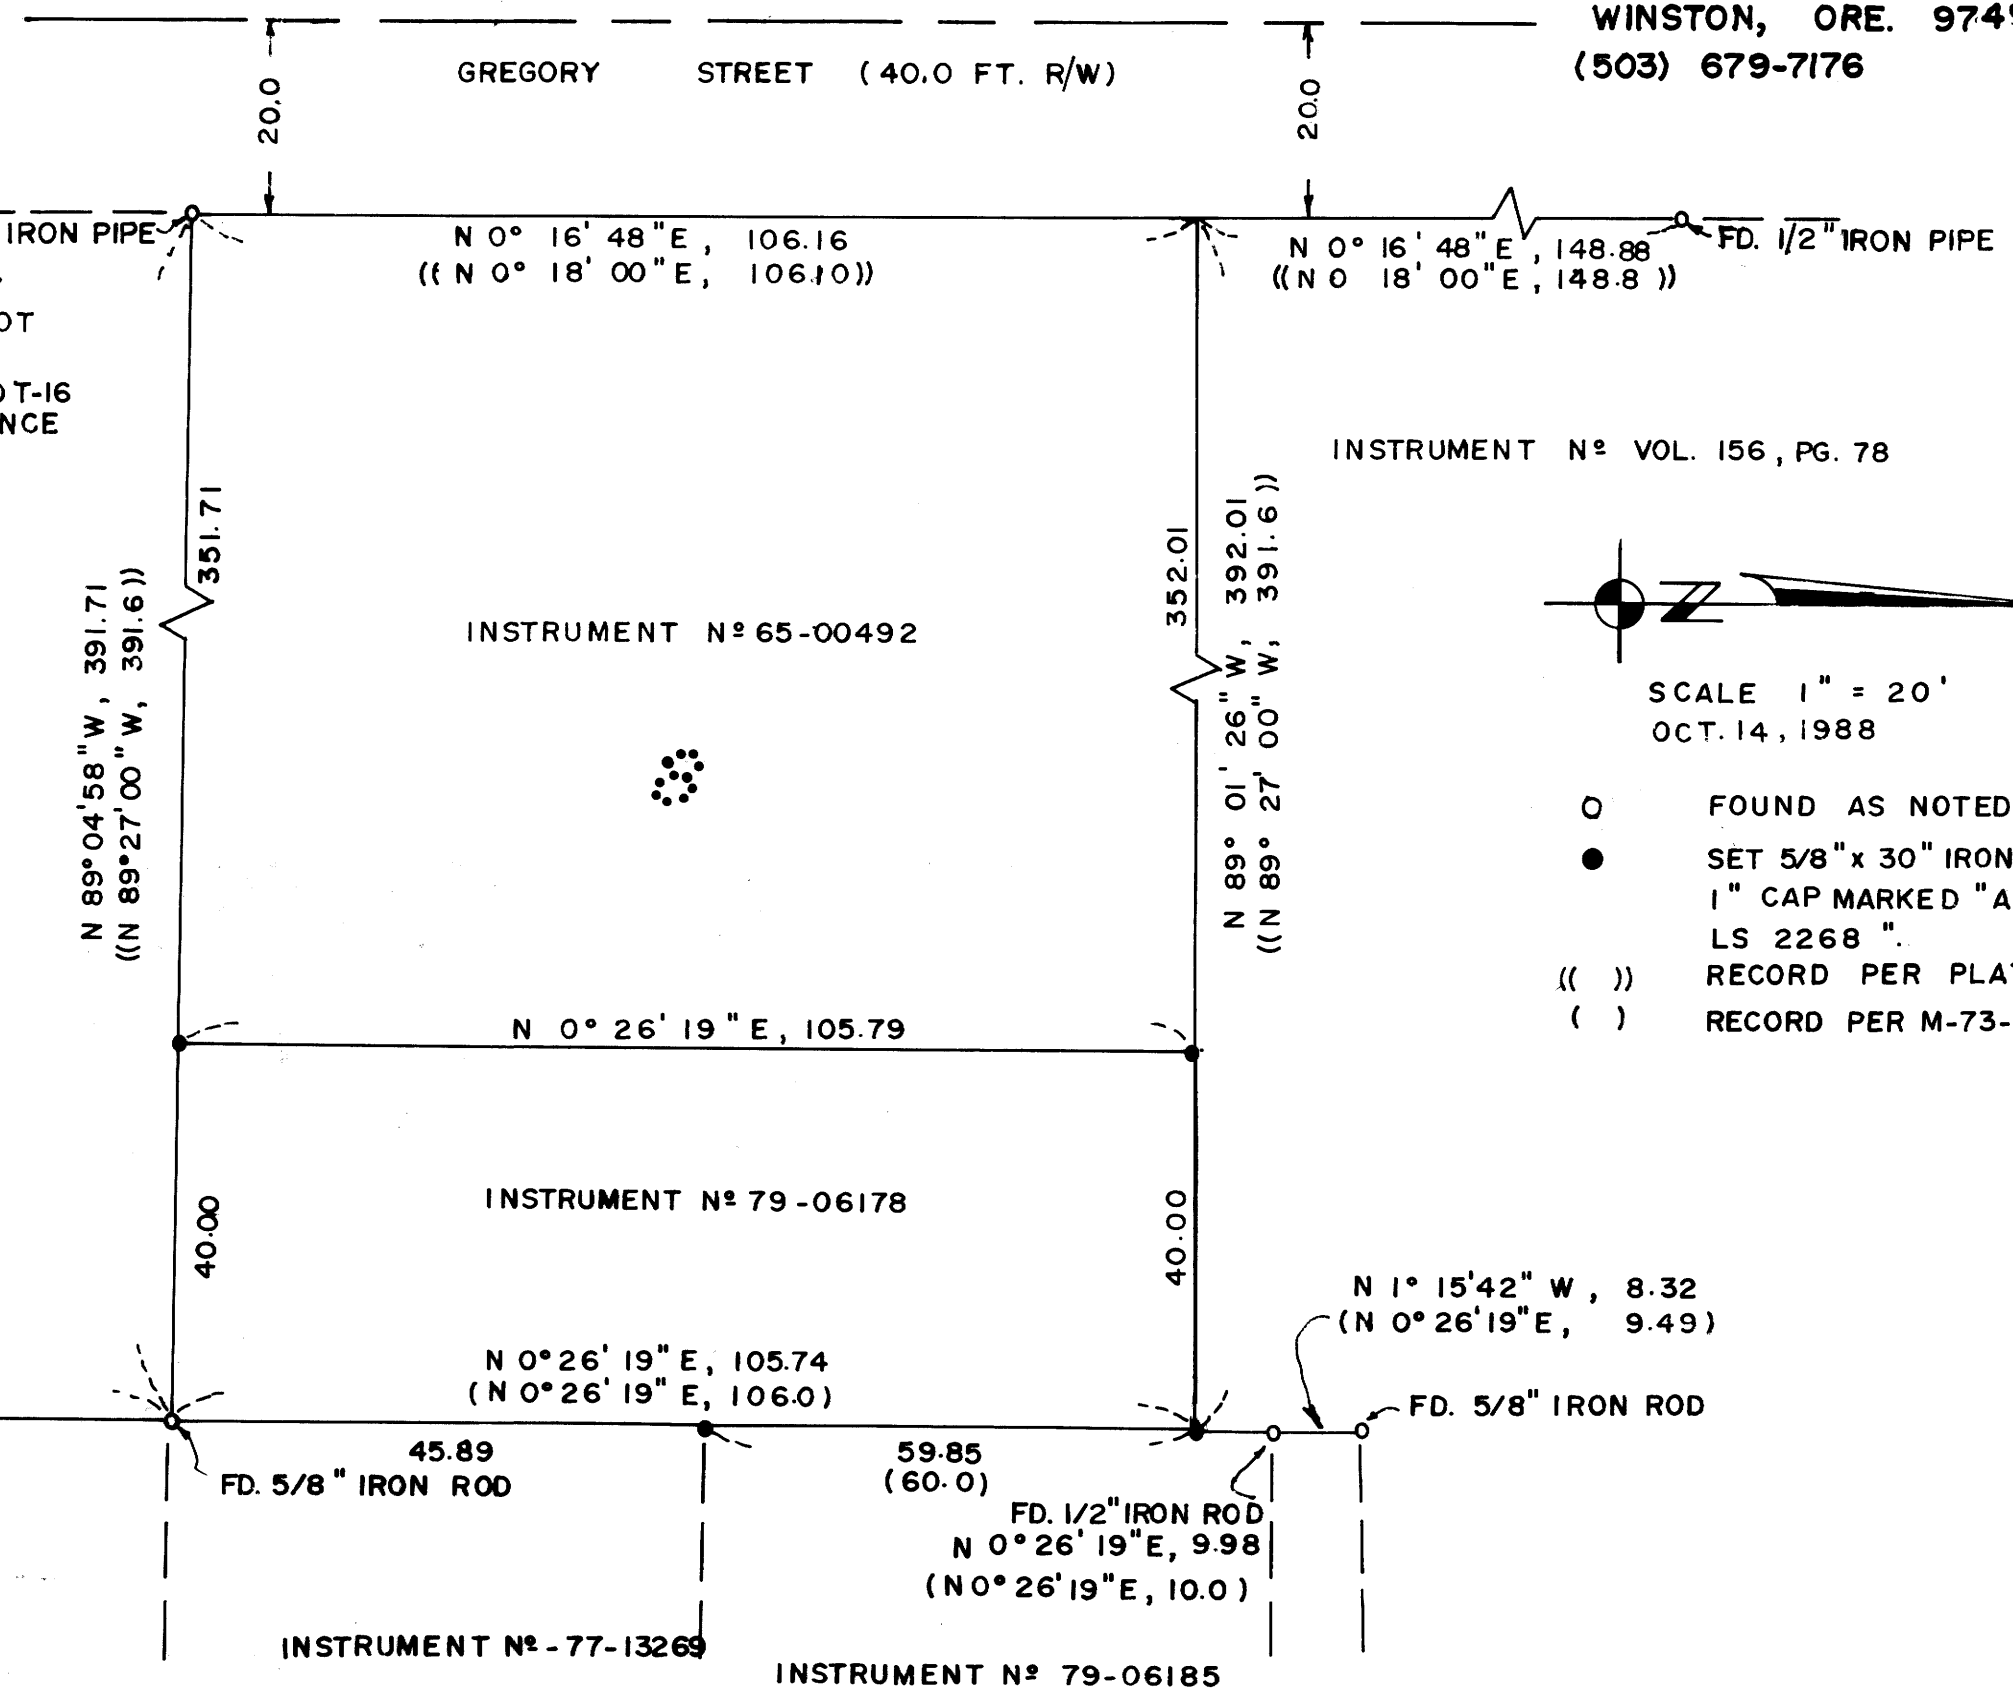 WINSTON, ORE.
(503) 679-7176
GREGORY STREET (40.0 FT. R/W)
20.0
20.0
IRON PIPE
N 0° 16' 48"E, 106.16
((N 0° 18' 00"E, 106.10))
N 0° 16' 48"E, 148.88
((N 0 18' 00"E, 148.8))
FD. 1/2" IRON PIPE
T-16
INSTRUMENT Nº VOL. 156, PG. 78
351.71
N 89° 04' 58" W, 391.71
((N 89° 27' 00" W, 391.6))
352.01
N 89° 01' 26" W, 392.01
((N 89° 27' 00" W, 391.6))
INSTRUMENT Nº 65-00492
8
N
SCALE 1" = 20'
OCT. 14, 1988
FOUND AS NOTED
SET 5/8" x 30" IRON
1" CAP MARKED "A
LS 2268 ".
(( )) RECORD PER
( ) RECORD PER M-73-
N 0° 26' 19"E, 105.79
INSTRUMENT Nº 79-06178
40.00
40.00
N 1° 15' 42" W, 8.32
(N 0° 26' 19"E, 9.49)
N 0° 26' 19"E, 105.74
(N 0° 26' 19"E, 106.0)
FD. 5/8" IRON ROD
45.89
59.85
(60.0)
FD. 5/8" IRON ROD
FD. 1/2" IRON ROD
N 0° 26' 19"E, 9.98
(N 0° 26' 19"E, 10.0)
INSTRUMENT Nº-77-13269
INSTRUMENT Nº 79-06185